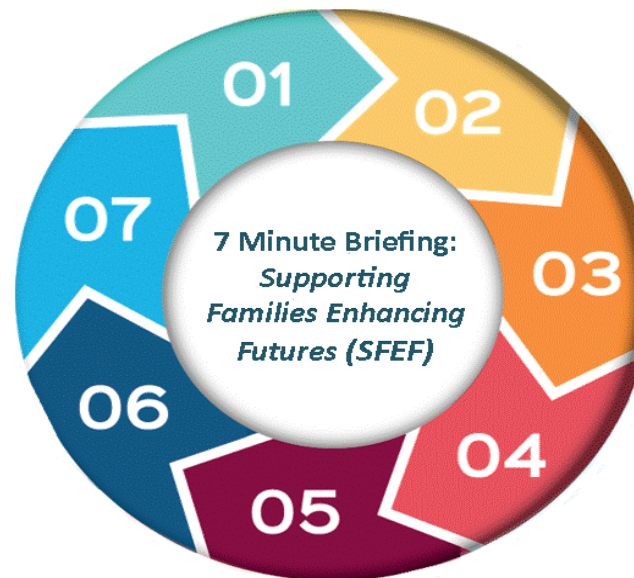 01
02
03
04
05
06
07
7 Minute Briefing:
Supporting
Families Enhancing
Futures (SFEF)